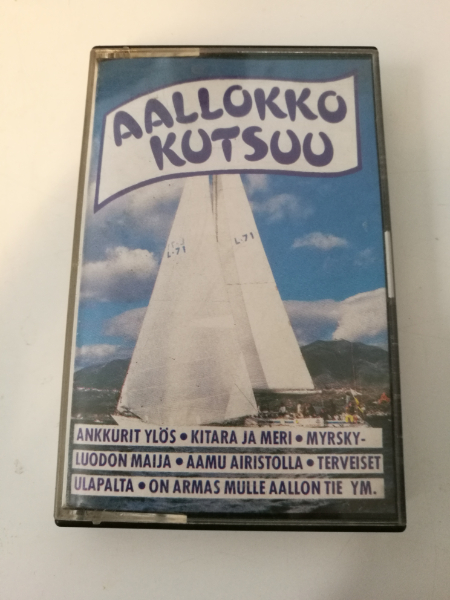 AALLOKKO
KUTSUU
L-71
L-71
ANKKURIT YLÖS • KITARA JA MERI • MYRSKY-
LUODON MAIJA • AAMU AIRISTOLLA • TERVEISET
ULAPALTA • ON ARMAS MULLE AALLON TIE YM.